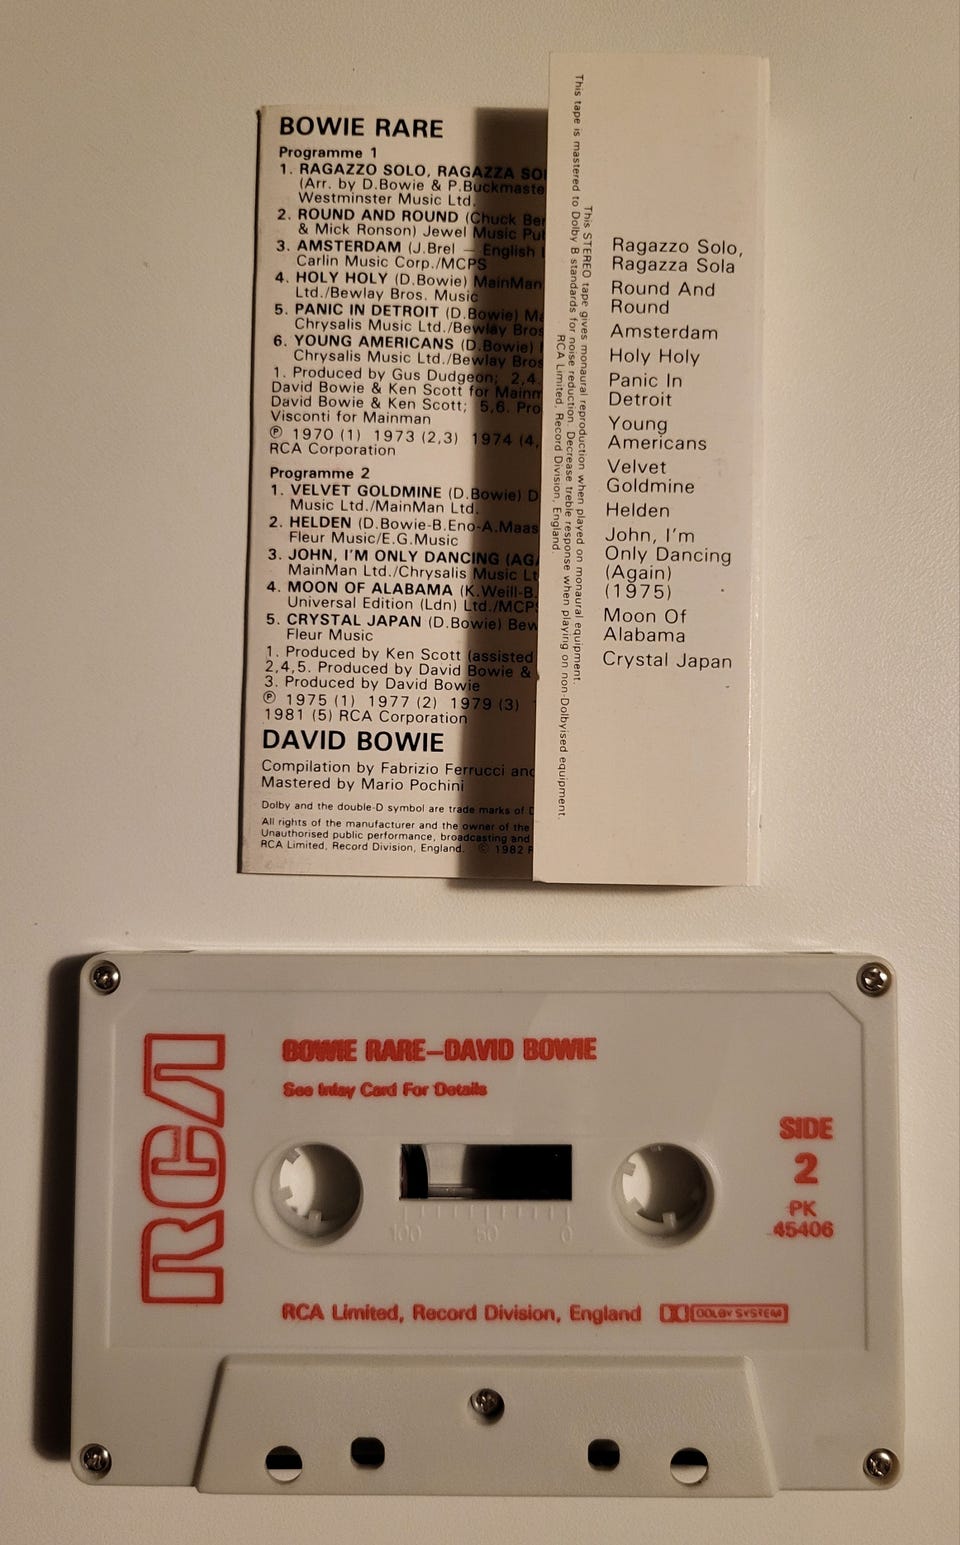 BOWIE RARE
Programme 1
1. RAGAZZO SOLO, RAGAZZA SO
(Arr. by D.Bowie & P.Buckmaste
Westminster Music Ltd.
2. ROUND AND ROUND (Chuck Ber
& Mick Ronson) Jewel Music Pu
3. AMSTERDAM (J.Brel – English
Carlin Music Corp./MCPS
4. HOLY HOLY (D.Bowie) MainMan
Ltd./Bewlay Bros. Music
5. PANIC IN DETROIT (D.Bowie) Ma
Chrysalis Music Ltd./Bewlay Bros
6. YOUNG AMERICANS (D.Bowie)
Chrysalis Music Ltd./Bewlay Bros
1. Produced by Gus Dudgeon; 2,4.
David Bowie & Ken Scott for Mainm
David Bowie & Ken Scott; 5,6. Pro
Visconti for Mainman
℗ 1970 (1) 1973 (2,3) 1974 (4,
RCA Corporation
Programme 2
1. VELVET GOLDMINE (D.Bowie) D
Music Ltd./MainMan Ltd.
2. HELDEN (D.Bowie-B.Eno-A.Maas
Fleur Music/E.G.Music
3. JOHN, I'M ONLY DANCING (AGA
MainMan Ltd./Chrysalis Music Lt
4. MOON OF ALABAMA (K.Weill-B.
Universal Edition (Ldn) Ltd./MCPS
5. CRYSTAL JAPAN (D.Bowie) Bew
Fleur Music
1. Produced by Ken Scott (assisted
2,4,5. Produced by David Bowie &
3. Produced by David Bowie
℗ 1975 (1) 1977 (2) 1979 (3)
1981 (5) RCA Corporation
DAVID BOWIE
Compilation by Fabrizio Ferrucci and
Mastered by Mario Pochini
Dolby and the double-D symbol are trade marks of D
All rights of the manufacturer and the owner of the
Unauthorised public performance, broadcasting and
RCA Limited, Record Division, England. © 1982 R
This STEREO tape gives monaural reproduction when played on monaural equipment.
This tape is mastered to Dolby B standards for noise reduction. Decrease treble response when playing on non-Dolbyised equipment.
RCA Limited, Record Division, England.
Ragazzo Solo,
Ragazza Sola
Round And
Round
Amsterdam
Holy Holy
Panic In
Detroit
Young
Americans
Velvet
Goldmine
Helden
John, I'm
Only Dancing
(Again)
(1975)
Moon Of
Alabama
Crystal Japan
RCA
BOWIE RARE–DAVID BOWIE
See Inlay Card For Details
SIDE
2
PK
45406
100 50 0
RCA Limited, Record Division, England DOLBY SYSTEM